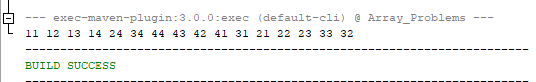 --- exec-maven-plugin:3.0.0:exec (default-cli) @ Array_Problems ---
11 12 13 14 24 34 44 43 42 41 31 21 22 23 33 32
------------------------------------------------------------------------
BUILD SUCCESS
------------------------------------------------------------------------